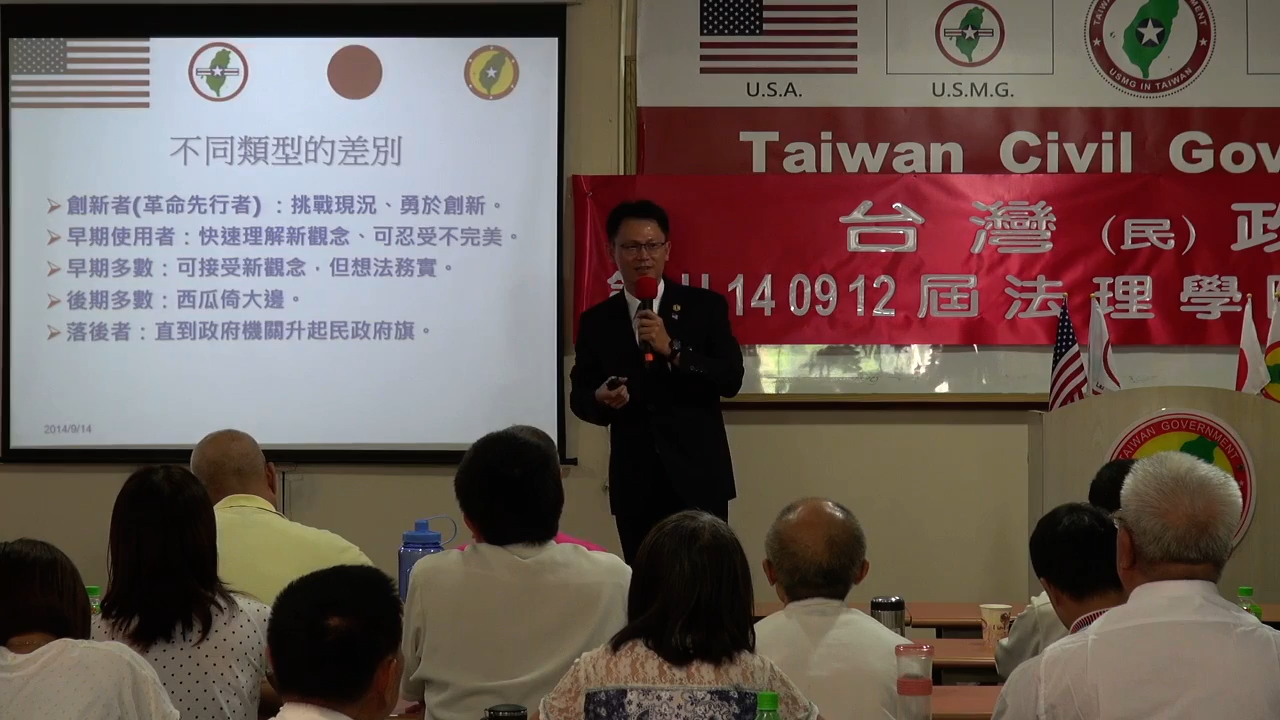 不同類型的差別
創新者(革命先行者)：挑戰現況、勇於創新。
早期使用者：快速理解新觀念、可忍受不完美。
早期多數：可接受新觀念，但想法務實。
後期多數：西瓜倚大邊。
落後者：直到政府機關升起民政府旗。
2014/9/14
U.S.A.
U.S.M.G.
USMG IN TAIWAN
Taiwan Civil Gov
台灣（民）政
14 09 12 屆法理學
TAIWAN GOVERNMENT